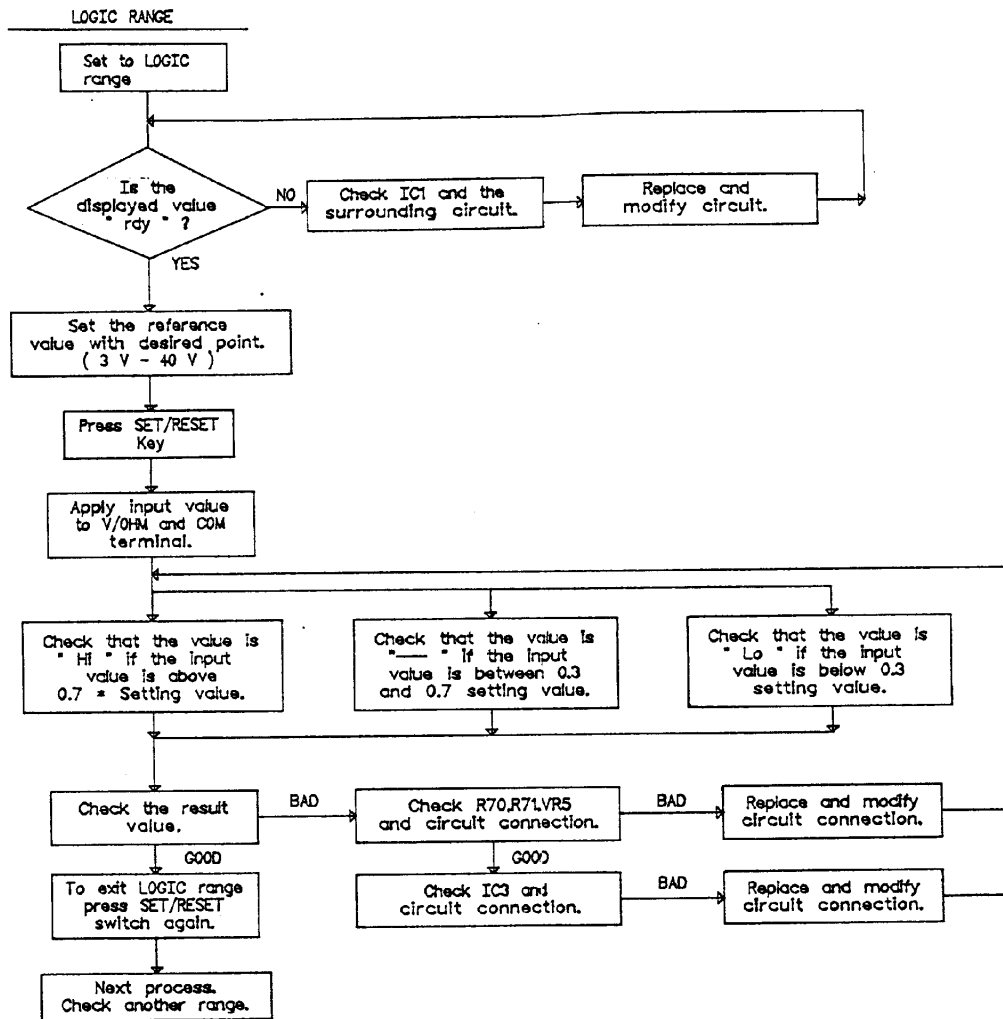 LOGIC RANGE
Set to LOGIC
range
Is the
displayed value
" rdy " ?
NO
Check IC1 and the
surrounding circuit.
Replace and
modify circuit.
YES
Set the reference
value with desired point.
( 3 V - 40 V )
Press SET/RESET
Key
Apply input value
to V/OHM and COM
terminal.
Check that the value is
" Hi " if the input
value is above
0.7 * Setting value.
Check that the value is
"—— " if the input
value is between 0.3
and 0.7 setting value.
Check that the value is
" Lo " if the input
value is below 0.3
setting value.
Check the result
value.
BAD
Check R70,R71,VR5
and circuit connection.
BAD
Replace and modify
circuit connection.
GOOD
GOOD
To exit LOGIC range
press SET/RESET
switch again.
Check IC3 and
circuit connection.
BAD
Replace and modify
circuit connection.
Next process.
Check another range.